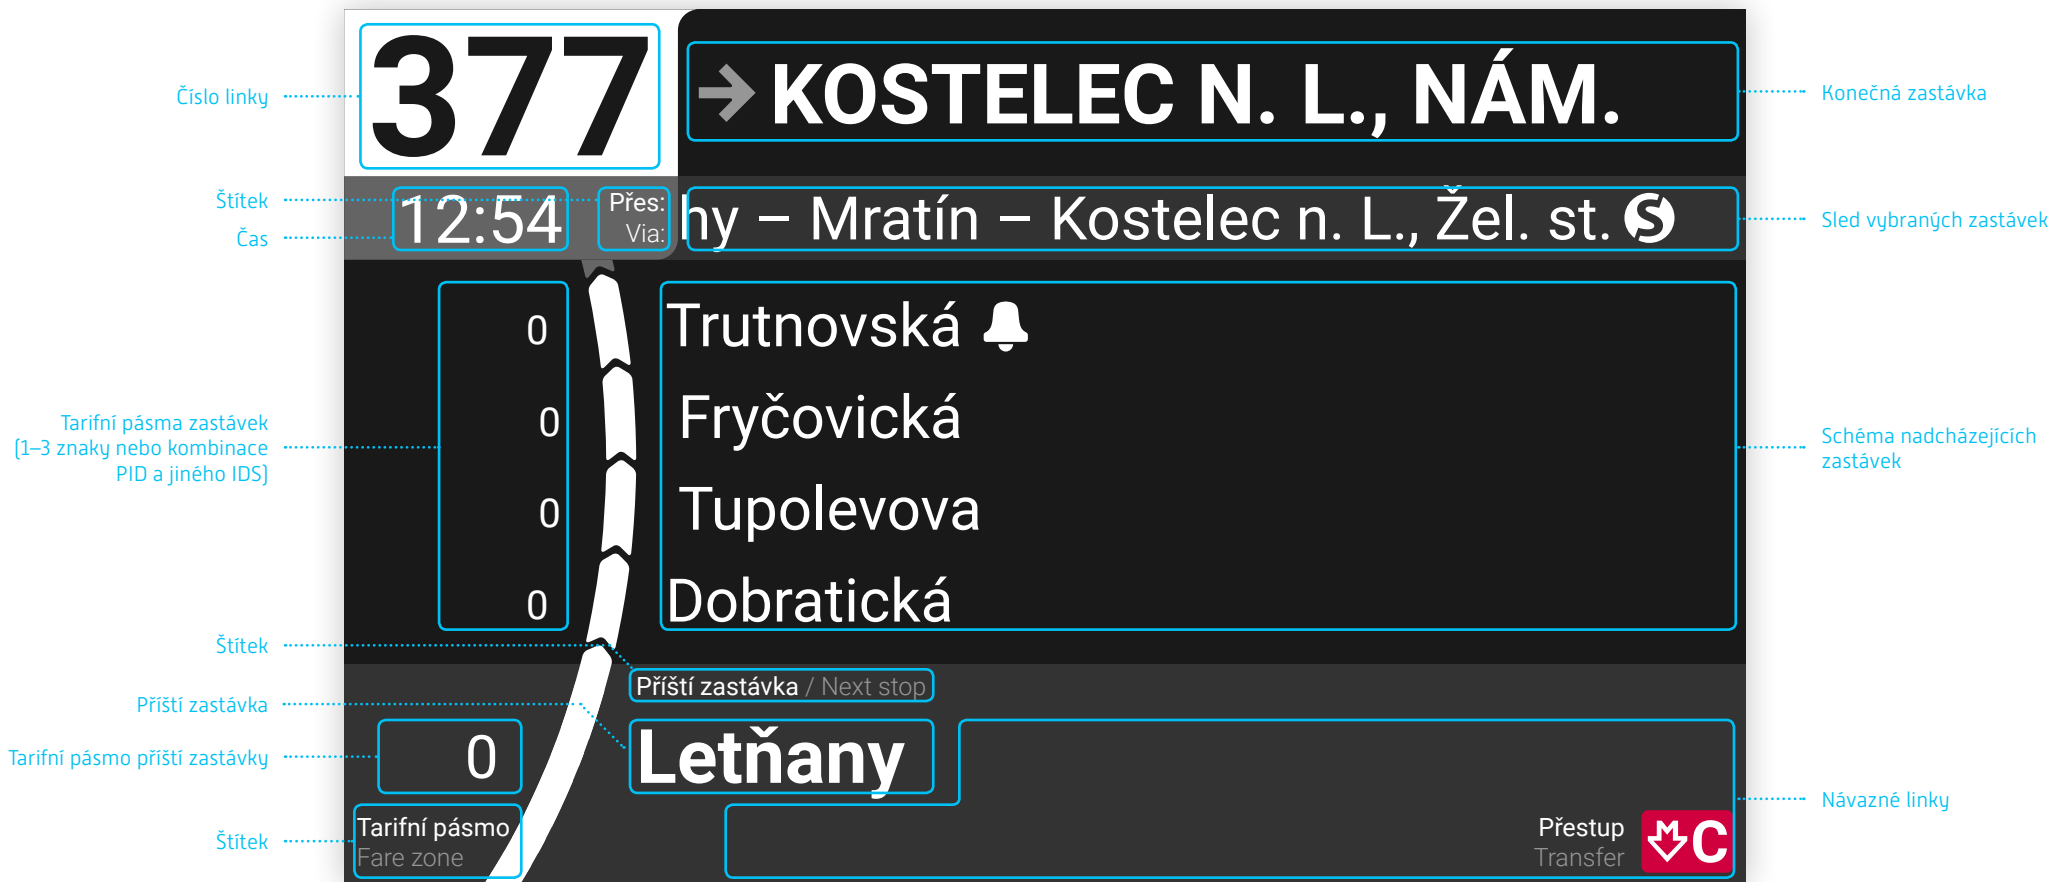 377
→ KOSTELEC N. L., NÁM.
Číslo linky
Konečná zastávka
Štítek
Čas
12:54
Přes:
Via:
hy – Mratín – Kostelec n. L., Žel. st. S
Sled vybraných zastávek
0 Trutnovská
0 Fryčovická
0 Tupolevova
0 Dobratická
Tarifní pásma zastávek
(1–3 znaky nebo kombinace
PID a jiného IDS)
Schéma nadcházejících
zastávek
Štítek
Příští zastávka / Next stop
Příští zastávka
0 Letňany
Tarifní pásmo příští zastávky
Návazné linky
Štítek
Tarifní pásmo
Fare zone
Přestup
Transfer
M C